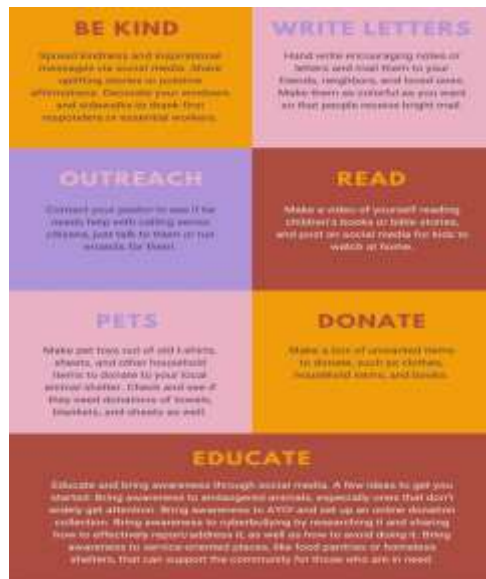 BE KIND
Spread kindness and inspirational
messages via social media. Share
uplifting stories or positive
affirmations. Decorate your windows
and sidewalks to thank first
responders or essential workers.
WRITE LETTERS
Hand write encouraging notes or
letters and mail them to your
friends, neighbors, and loved ones.
Make them as colorful as you want
so that people receive bright mail.
OUTREACH
Contact your pastor to see if he
needs help with calling senior
citizens, just talk to them or run
errands for them.
READ
Make a video of yourself reading
children's books or bible stories,
and post on social media for kids to
watch at home.
PETS
Make pet toys out of old t-shirts,
sheets, and other household
items to donate to your local
animal shelter. Check and see if
they need donations of towels,
blankets, and sheets as well.
DONATE
Make a box of unwanted items
to donate, such as clothes,
household items, and books.
EDUCATE
Educate and bring awareness through social media. A few ideas to get you
started: Bring awareness to endangered animals, especially ones that don't
widely get attention. Bring awareness to and set up an online donation
collection. Bring awareness to cyberbullying by researching it and sharing
how to effectively report/address it, as well as how to avoid doing it. Bring
awareness to service-oriented places, like food pantries or homeless
shelters, that can support the community for those who are in need.